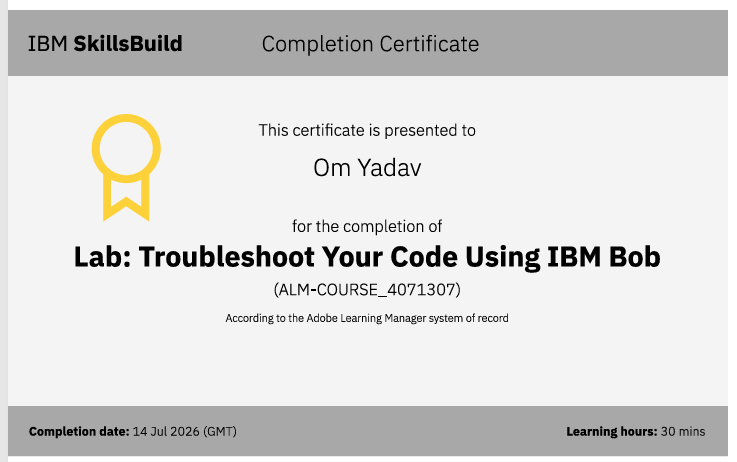 IBM SkillsBuild
Completion Certificate
This certificate is presented to
Om Yadav
for the completion of
Lab: Troubleshoot Your Code Using IBM Bob
(ALM-COURSE_4071307)
According to the Adobe Learning Manager system of record
Completion date: 14 Jul 2026 (GMT)
Learning hours: 30 mins